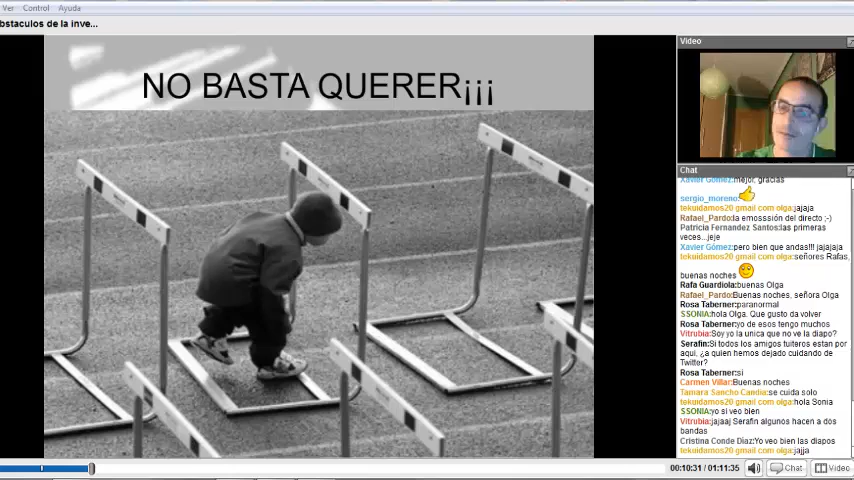 Ver Control Ayuda
bstaculos de la inve...
NO BASTA QUERER¡¡¡
Video
Chat
Xavier Gómez:mejor, gracias
sergio_moreno:
tekuidamos20 gmail com olga:jajaja
Rafael_Pardo:la emosssión del directo ;-)
Patricia Fernandez Santos:las primeras
veces...jeje
Xavier Gómez:pero bien que andas!!! jajajaja
tekuidamos20 gmail com olga:señores Rafas,
buenas noches
Rafa Guardiola:buenas Olga
Rafael_Pardo:Buenas noches, señora Olga
Rosa Taberner:paranormal
SSONIA:hola Olga. Que gusto da volver
Rosa Taberner:yo de esos tengo muchos
Vitrubia:Soy yo la unica que no ve la diapo?
Serafin:Si todos los amigos tuiteros estan por
aqui, ¿a quien hemos dejado cuidando de
Twitter?
Rosa Taberner:si
Carmen Villar:Buenas noches
Tamara Sancho Candia:se cuida solo
tekuidamos20 gmail com olga:hola Sonia
SSONIA:yo si veo bien
Vitrubia:jajaaj Serafin algunos hacen a dos
bandas
Cristina Conde Diaz:Yo veo bien las diapos
tekuidamos20 gmail com olga:jajja
00:10:31 / 01:11:35 Chat Video